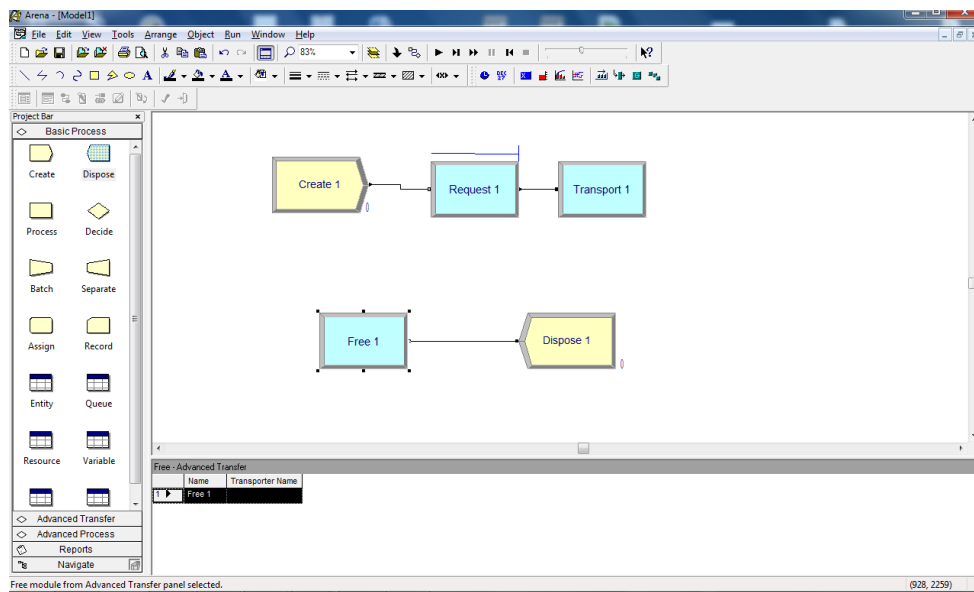 Arena - [Model1]
File Edit View Tools Arrange Object Run Window Help
83%
A A
Project Bar ×
Basic Process
Create Dispose
Process Decide
Batch Separate
Assign Record
Entity Queue
Resource Variable
Advanced Transfer
Advanced Process
Reports
Navigate
Create 1
0
Request 1
Transport 1
Free 1
Dispose 1
0
Free - Advanced Transfer
Name Transporter Name
1 Free 1
Free module from Advanced Transfer panel selected.
(928, 2259)